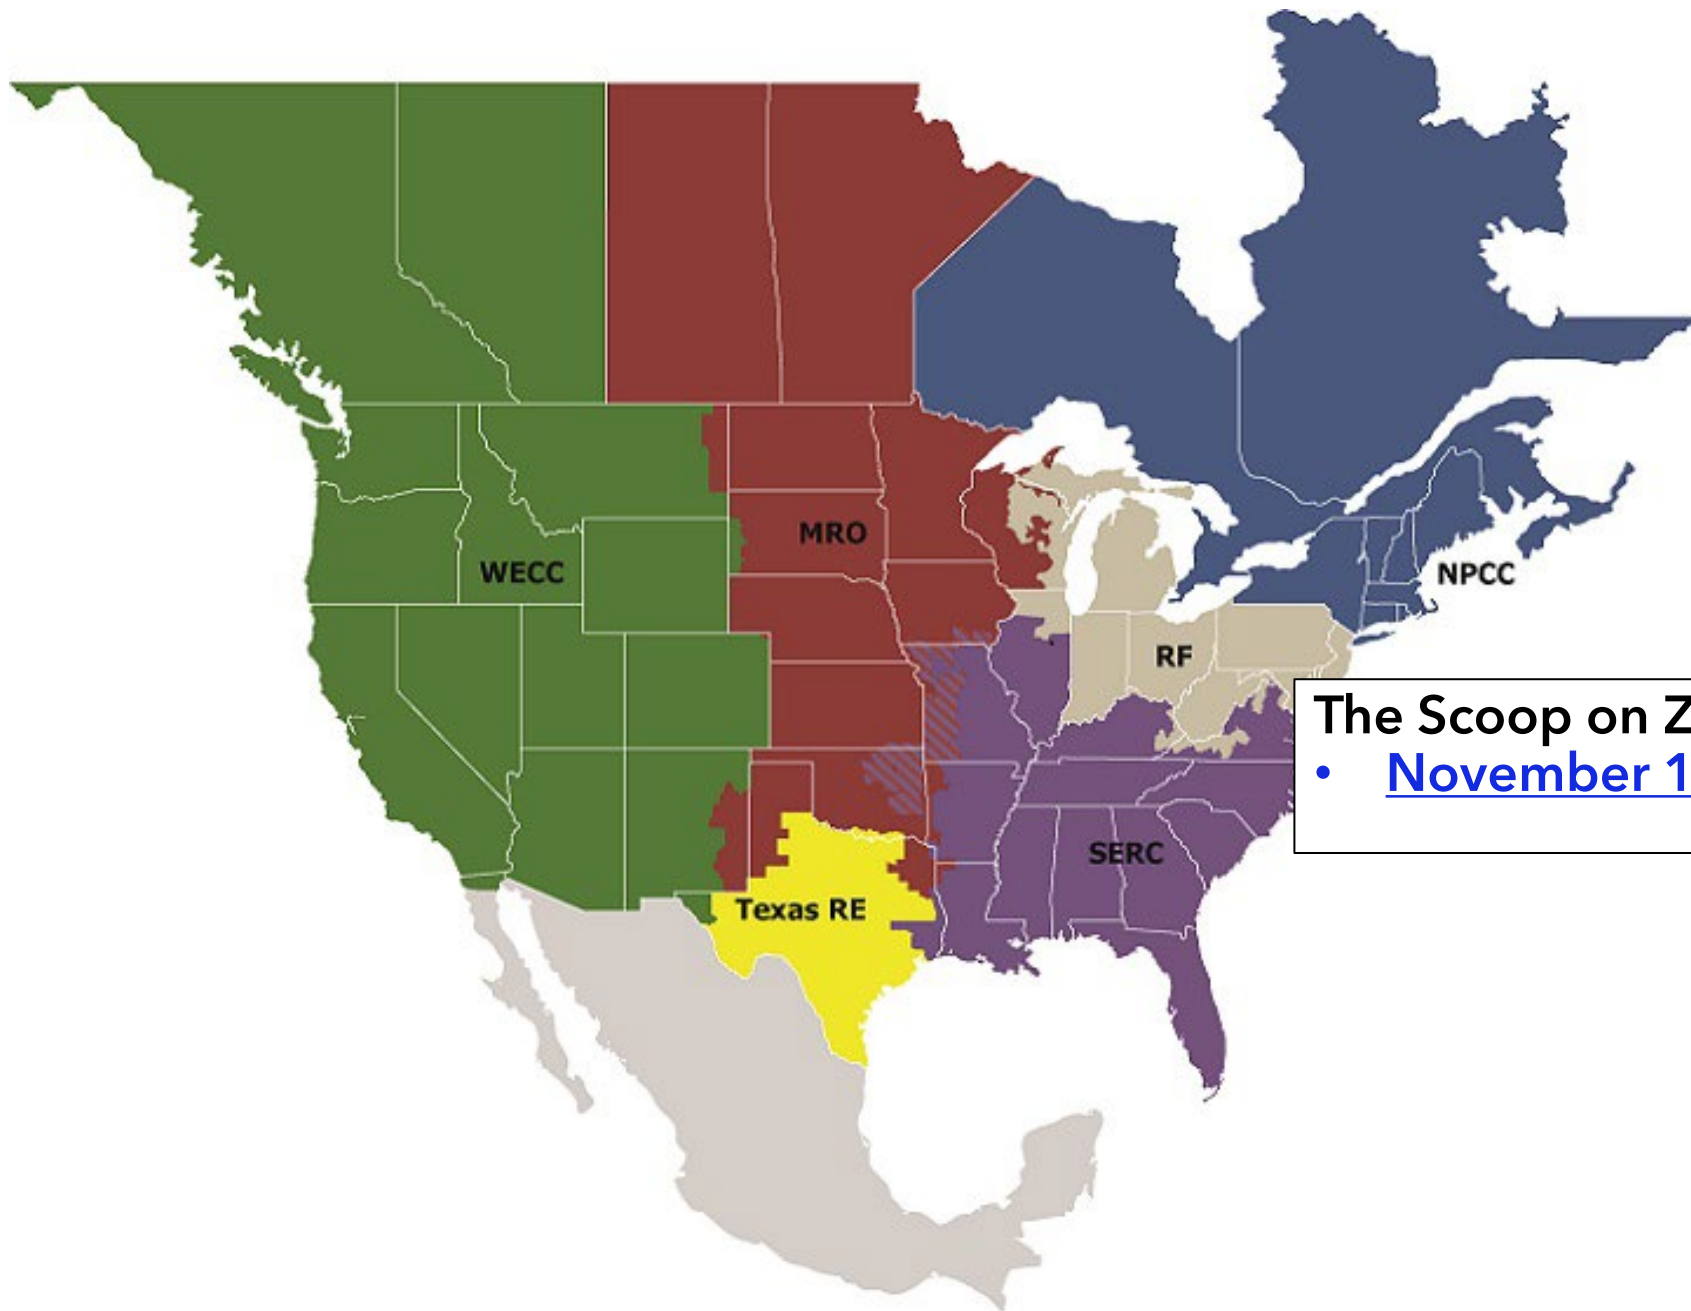 MRO
WECC
NPCC
RF
The Scoop on Z
• November 1
SERC
Texas RE